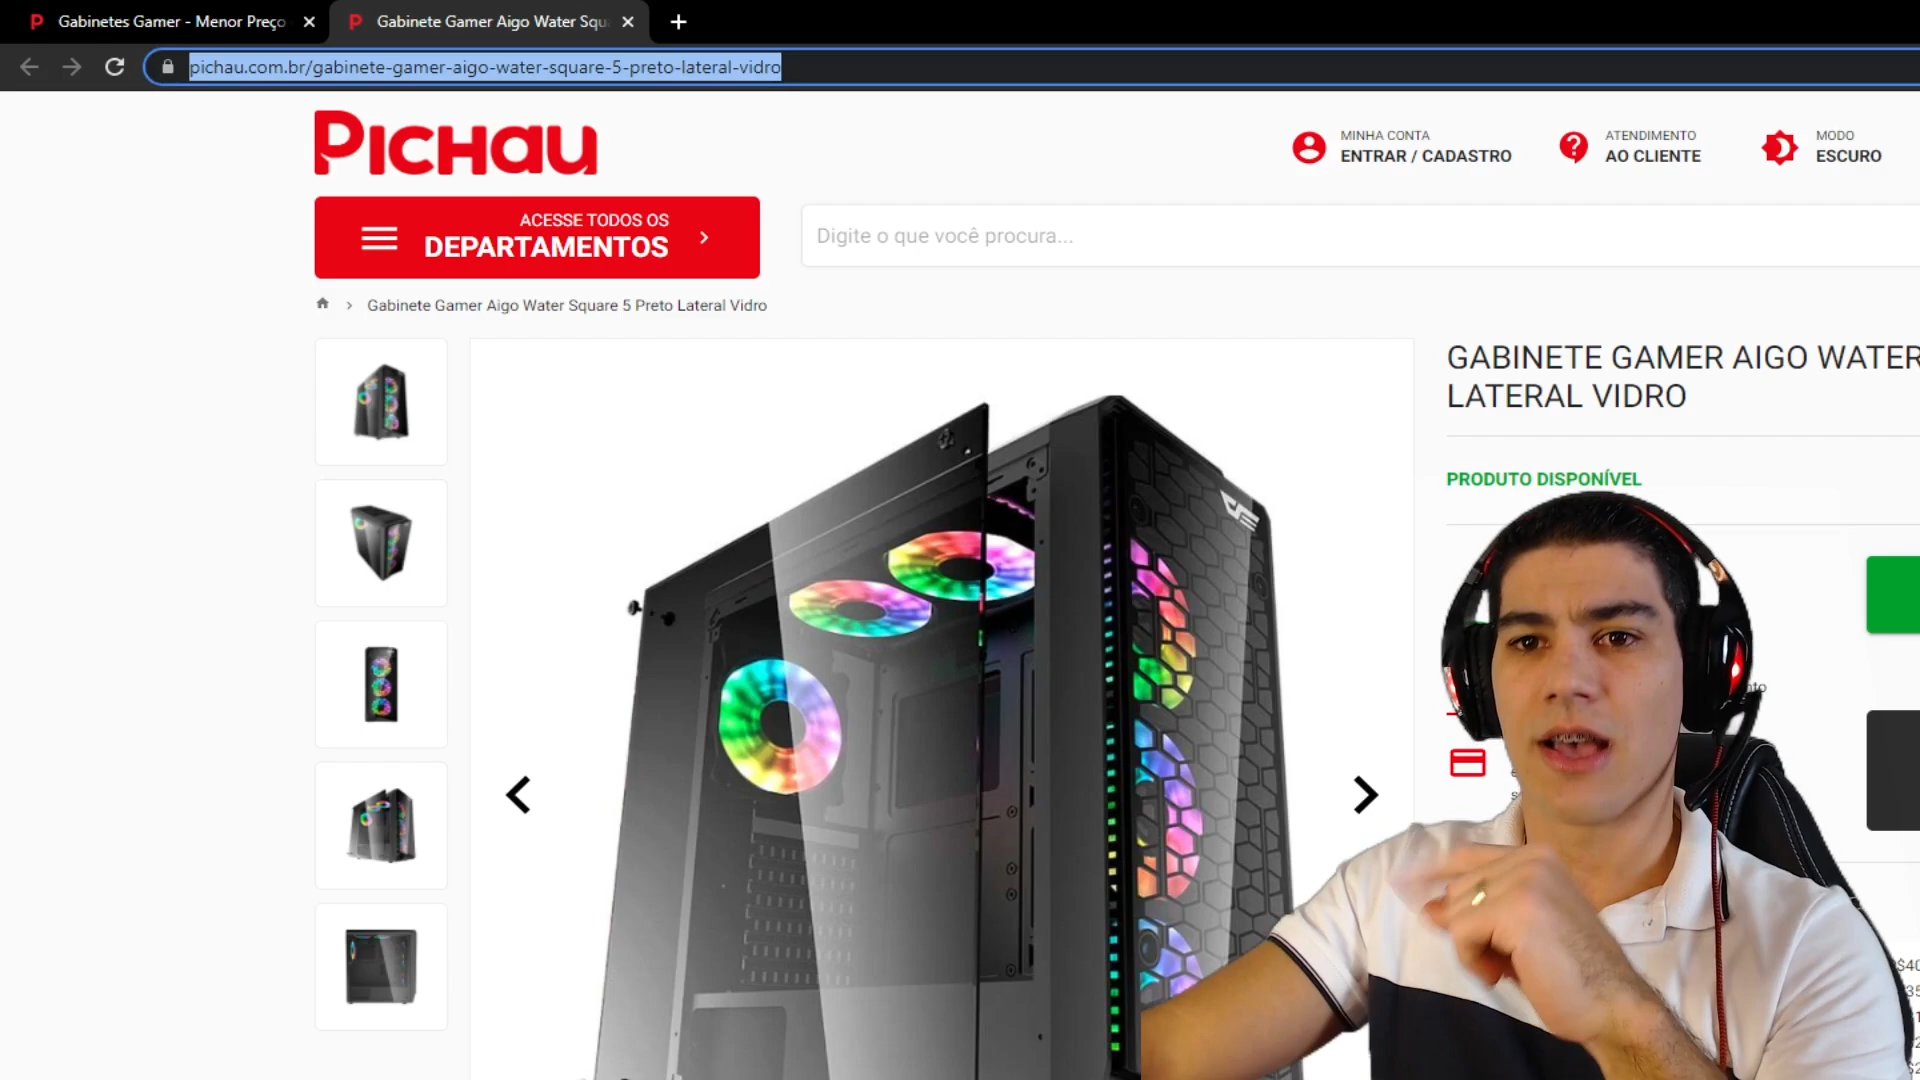 Gabinetes Gamer - Menor Preço
Gabinete Gamer Aigo Water Squ
pichau.com.br/gabinete-gamer-aigo-water-square-5-preto-lateral-vidro
PICHAU
MINHA CONTA
ENTRAR / CADASTRO
ATENDIMENTO
AO CLIENTE
MODO
ESCURO
ACESSE TODOS OS
DEPARTAMENTOS
Digite o que você procura...
Gabinete Gamer Aigo Water Square 5 Preto Lateral Vidro
GABINETE GAMER AIGO WATER
LATERAL VIDRO
PRODUTO DISPONÍVEL